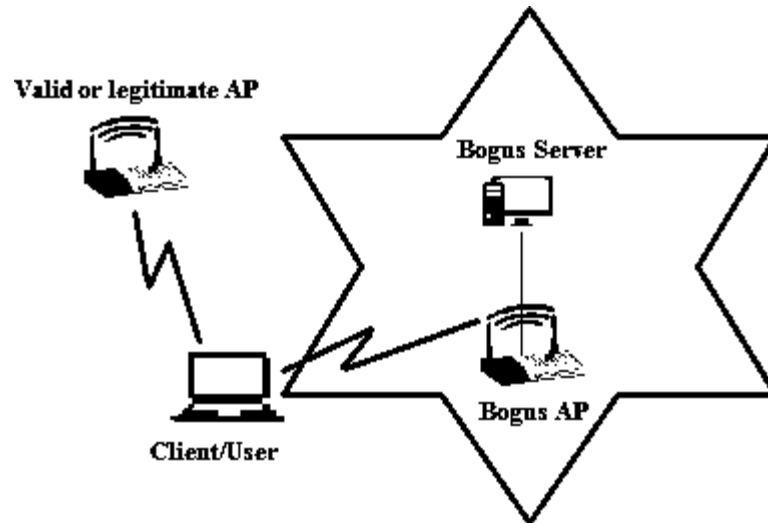 Valid or legitimate AP
Bogus Server
Bogus AP
Client/User